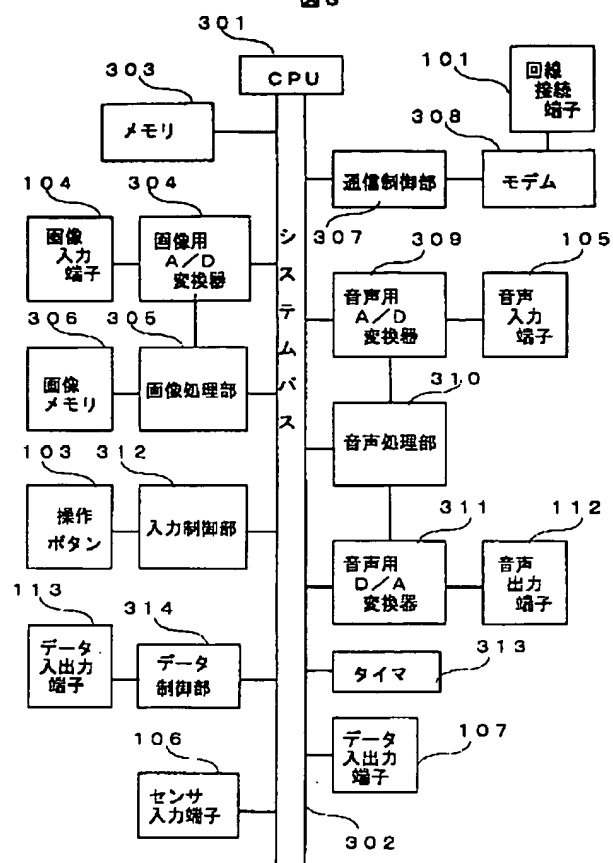 図3
301
CPU
303
メモリ
101
回線
接続
端子
308
モデム
通信制御部
307
104
画像
入力
端子
304
画像用
A/D
変換器
システムバス
309
音声用
A/D
変換器
105
音声
入力
端子
306
画像
メモリ
305
画像処理部
310
音声処理部
103
操作
ボタン
312
入力制御部
311
音声用
D/A
変換器
112
音声
出力
端子
113
データ
入出力
端子
314
データ
制御部
タイマ
313
106
センサ
入力端子
データ
入出力
端子
107
302